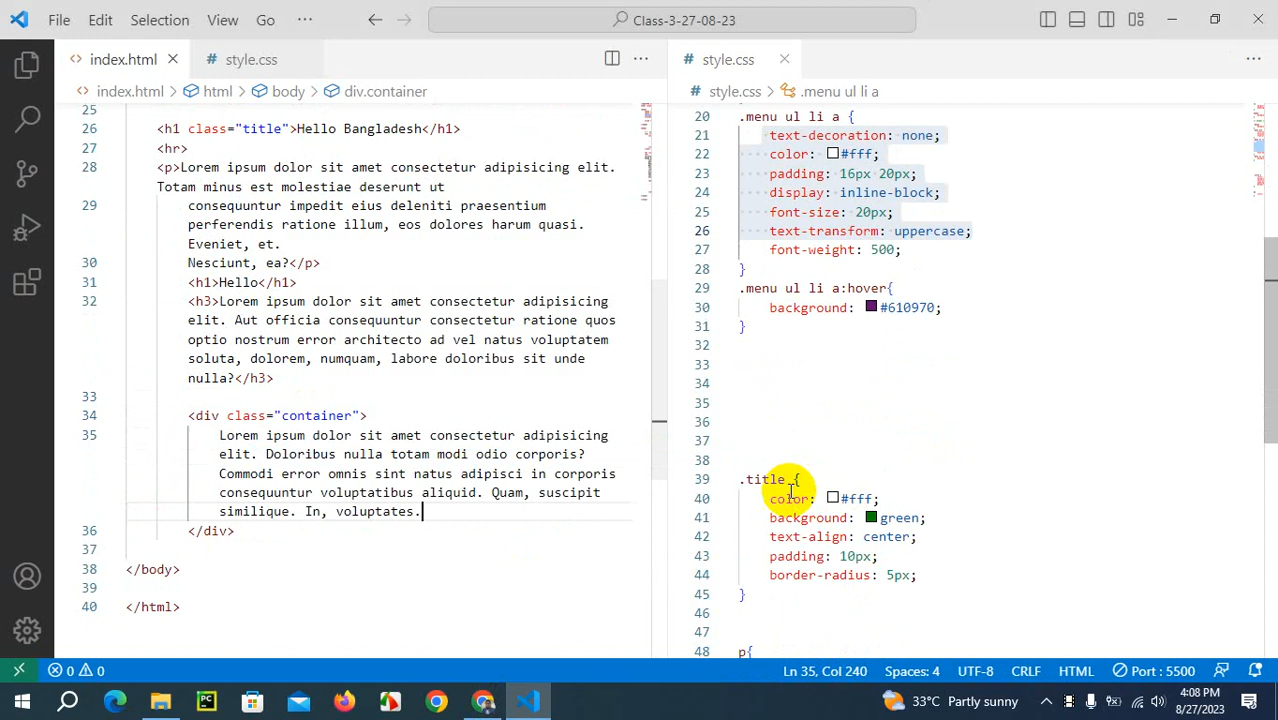 File Edit Selection View Go ··· Class-3-27-08-23
index.html style.css
index.html > html > body > div.container
25
26 <h1 class="title">Hello Bangladesh</h1>
27 <hr>
28 <p>Lorem ipsum dolor sit amet consectetur adipisicing elit.
Totam minus est molestiae deserunt ut
29 consequuntur impedit eius deleniti praesentium
perferendis ratione illum, eos dolores harum quasi.
Eveniet, et.
30 Nesciunt, ea?</p>
31 <h1>Hello</h1>
32 <h3>Lorem ipsum dolor sit amet consectetur adipisicing
elit. Aut officia consequuntur consectetur ratione quos
optio nostrum error architecto ad vel natus voluptatem
soluta, dolorem, numquam, labore doloribus sit unde
nulla?</h3>
33
34 <div class="container">
35 Lorem ipsum dolor sit amet consectetur adipisicing
elit. Doloribus nulla totam modi odio corporis?
Commodi error omnis sint natus adipisci in corporis
consequuntur voluptatibus aliquid. Quam, suscipit
similique. In, voluptates.
36 </div>
37
38 </body>
39
40 </html>
style.css
style.css > .menu ul li a
20 .menu ul li a {
21 text-decoration: none;
22 color: #fff;
23 padding: 16px 20px;
24 display: inline-block;
25 font-size: 20px;
26 text-transform: uppercase;
27 font-weight: 500;
28 }
29 .menu ul li a:hover{
30 background: #610970;
31 }
32
33
34
35
36
37
38
39 .title {
40 color: #fff;
41 background: green;
42 text-align: center;
43 padding: 10px;
44 border-radius: 5px;
45 }
46
47
48 p{
0 0 Ln 35, Col 240 Spaces: 4 UTF-8 CRLF HTML Port : 5500
PC 33°C Partly sunny 4:08 PM
8/27/2023